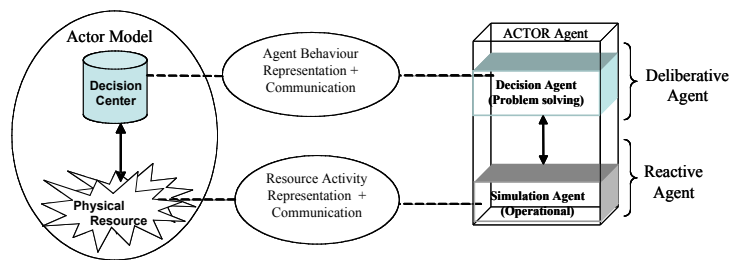 Actor Model
Decision
Center
Physical
Resource
Agent Behaviour
Representation +
Communication
Resource Activity
Representation +
Communication
ACTOR Agent
Decision Agent
(Problem solving)
Simulation Agent
(Operational)
Deliberative
Agent
Reactive
Agent